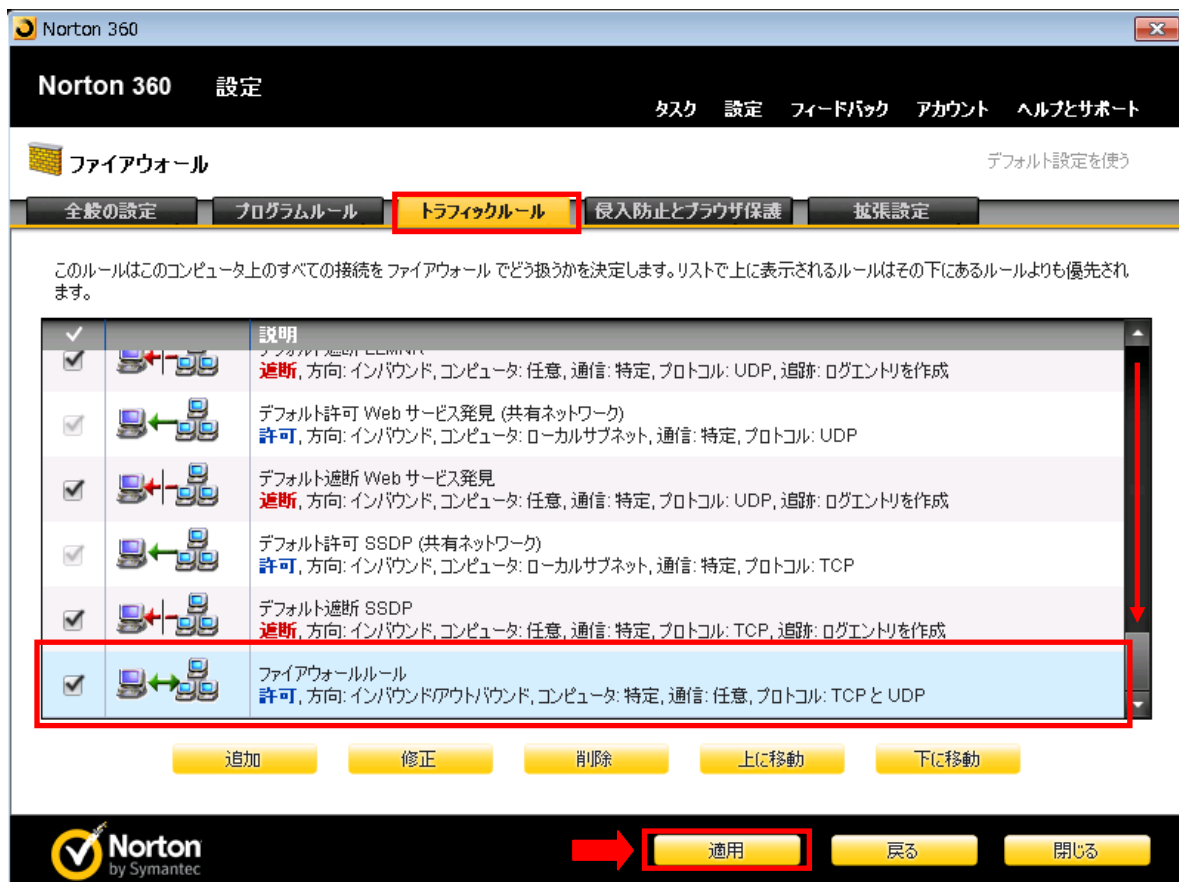 Norton 360
Norton 360 設定
タスク 設定 フィードバック アカウント ヘルプとサポート
ファイアウォール
デフォルト設定を使う
全般の設定 プログラムルール トラフィックルール 侵入防止とブラウザ保護 拡張設定
このルールはこのコンピュータ上のすべての接続を ファイアウォール でどう扱うかを決定します。リストで上に表示されるルールはその下にあるルールよりも優先され
ます。
説明
デフォルト遮断 LLMNR
遮断, 方向: インバウンド, コンピュータ: 任意, 通信: 特定, プロトコル: UDP, 追跡: ログエントリを作成
デフォルト許可 Web サービス発見 (共有ネットワーク)
許可, 方向: インバウンド, コンピュータ: ローカルサブネット, 通信: 特定, プロトコル: UDP
デフォルト遮断 Web サービス発見
遮断, 方向: インバウンド, コンピュータ: 任意, 通信: 特定, プロトコル: UDP, 追跡: ログエントリを作成
デフォルト許可 SSDP (共有ネットワーク)
許可, 方向: インバウンド, コンピュータ: ローカルサブネット, 通信: 特定, プロトコル: TCP
デフォルト遮断 SSDP
遮断, 方向: インバウンド, コンピュータ: 任意, 通信: 特定, プロトコル: TCP, 追跡: ログエントリを作成
ファイアウォールルール
許可, 方向: インバウンド/アウトバウンド, コンピュータ: 特定, 通信: 任意, プロトコル: TCP と UDP
追加 修正 削除 上に移動 下に移動
Norton
by Symantec
適用 戻る 閉じる